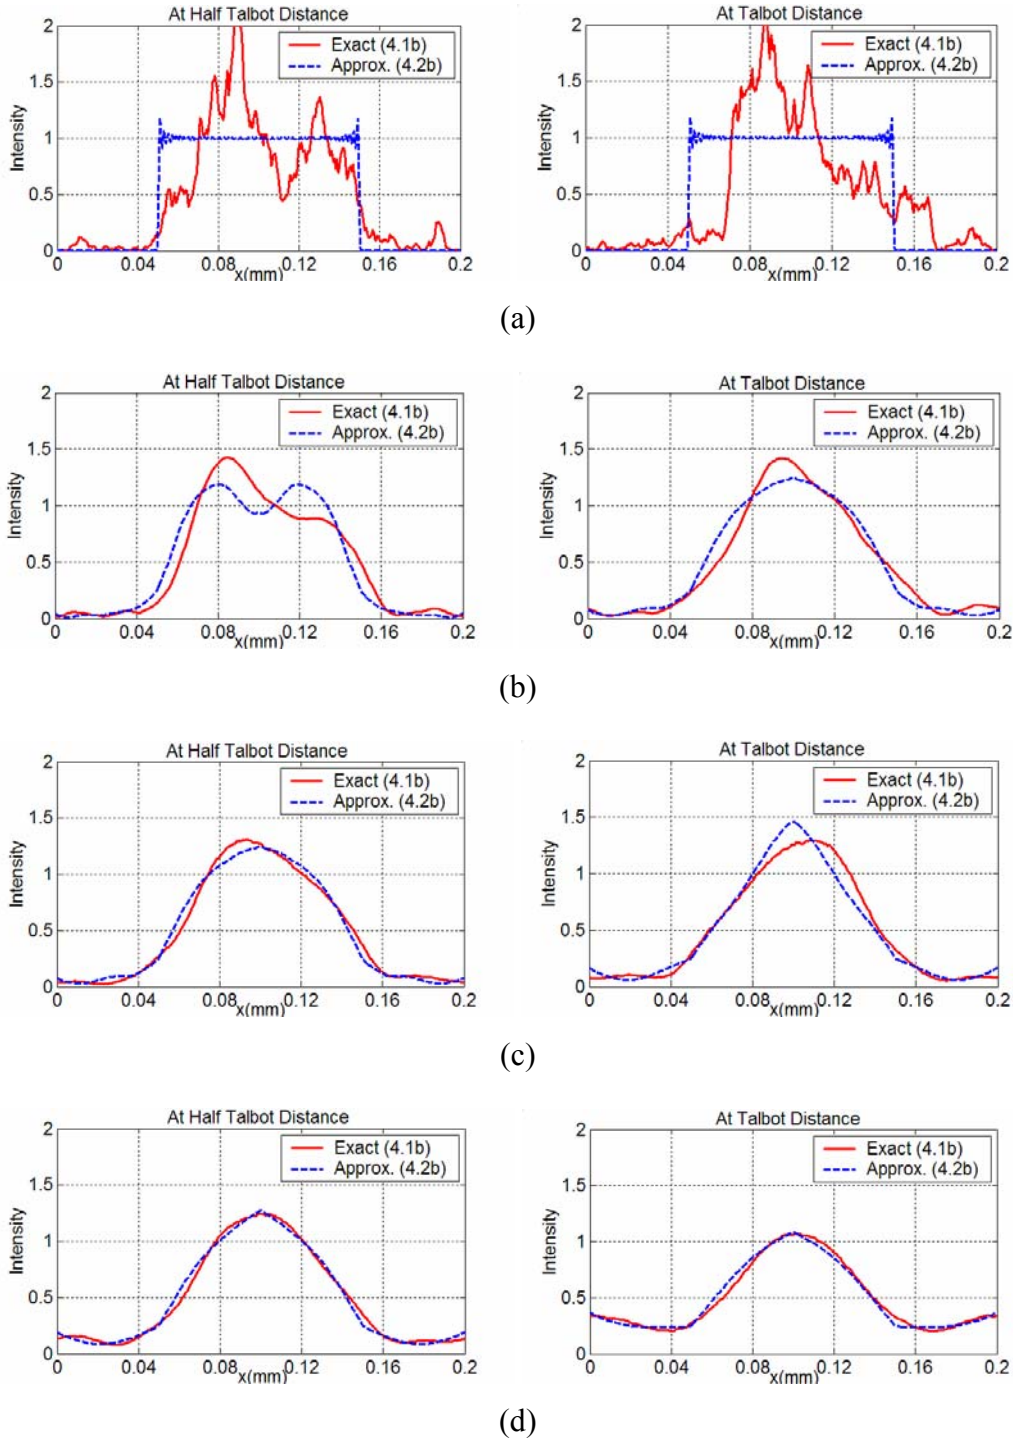 At Half Talbot Distance
2
1.5
1
0.5
0
Intensity
Exact (4.1b)
Approx. (4.2b)
0 0.04 0.08 0.12 0.16 0.2
x(mm)
At Talbot Distance
2
1.5
1
0.5
0
Intensity
Exact (4.1b)
Approx. (4.2b)
0 0.04 0.08 0.12 0.16 0.2
x(mm)
(a)
At Half Talbot Distance
2
1.5
1
0.5
0
Intensity
Exact (4.1b)
Approx. (4.2b)
0 0.04 0.08 0.12 0.16 0.2
x(mm)
At Talbot Distance
2
1.5
1
0.5
0
Intensity
Exact (4.1b)
Approx. (4.2b)
0 0.04 0.08 0.12 0.16 0.2
x(mm)
(b)
At Half Talbot Distance
2
1.5
1
0.5
0
Intensity
Exact (4.1b)
Approx. (4.2b)
0 0.04 0.08 0.12 0.16 0.2
x(mm)
At Talbot Distance
2
1.5
1
0.5
0
Intensity
Exact (4.1b)
Approx. (4.2b)
0 0.04 0.08 0.12 0.16 0.2
x(mm)
(c)
At Half Talbot Distance
2
1.5
1
0.5
0
Intensity
Exact (4.1b)
Approx. (4.2b)
0 0.04 0.08 0.12 0.16 0.2
x(mm)
At Talbot Distance
2
1.5
1
0.5
0
Intensity
Exact (4.1b)
Approx. (4.2b)
0 0.04 0.08 0.12 0.16 0.2
x(mm)
(d)